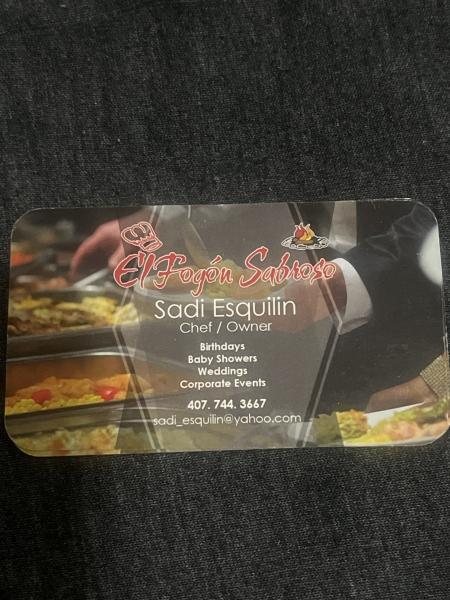 El Fogón Sabroso
Sadi Esquilin
Chef / Owner
Birthdays
Baby Showers
Weddings
Corporate Events
407. 744. 3667
sadi_esquilin@yahoo.com